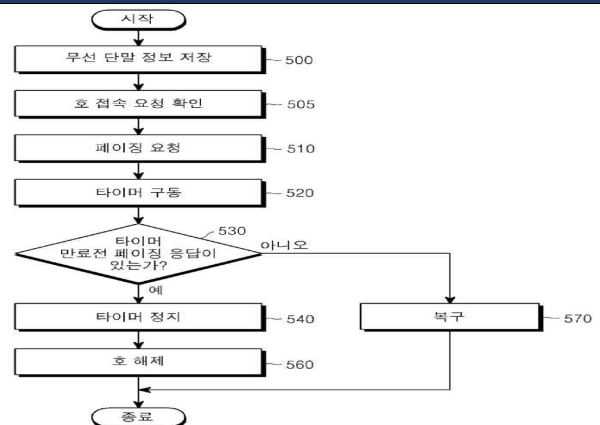 시작
무선 단말 정보 저장
500
호 접속 요청 확인
505
페이징 요청
510
타이머 구동
520
530
타이머
만료전 페이징 응답이
있는가?
아니오
예
타이머 정지
540
복구
570
호 해제
560
종료